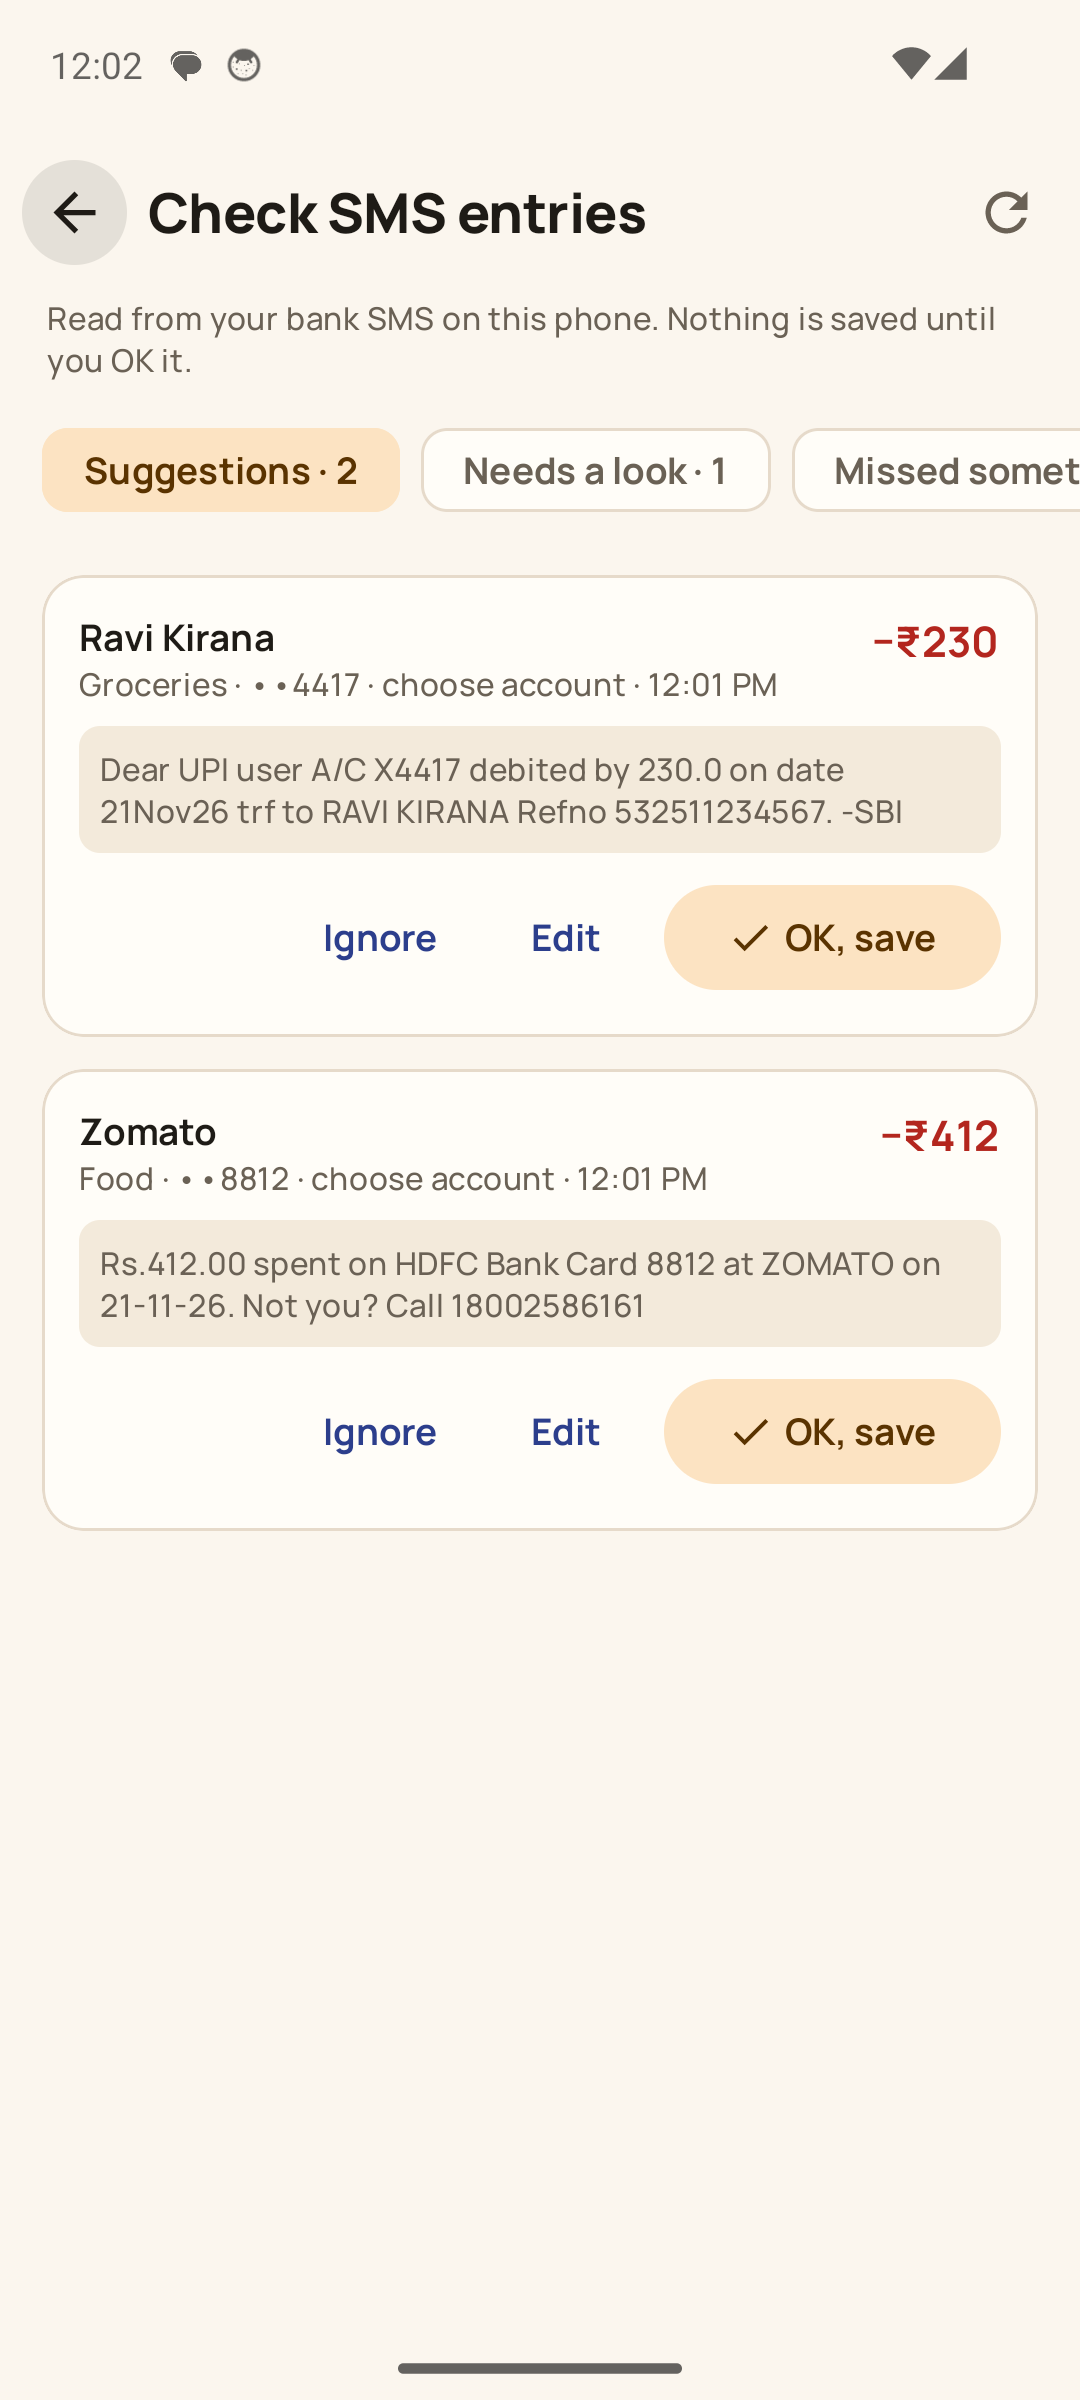 12:02
Check SMS entries
Read from your bank SMS on this phone. Nothing is saved until
you OK it.
Suggestions · 2
Needs a look · 1
Missed somet
Ravi Kirana
−₹230
Groceries · ••4417 · choose account · 12:01 PM
Dear UPI user A/C X4417 debited by 230.0 on date
21Nov26 trf to RAVI KIRANA Refno 532511234567. -SBI
Ignore
Edit
OK, save
Zomato
−₹412
Food · ••8812 · choose account · 12:01 PM
Rs.412.00 spent on HDFC Bank Card 8812 at ZOMATO on
21-11-26. Not you? Call 18002586161
Ignore
Edit
OK, save